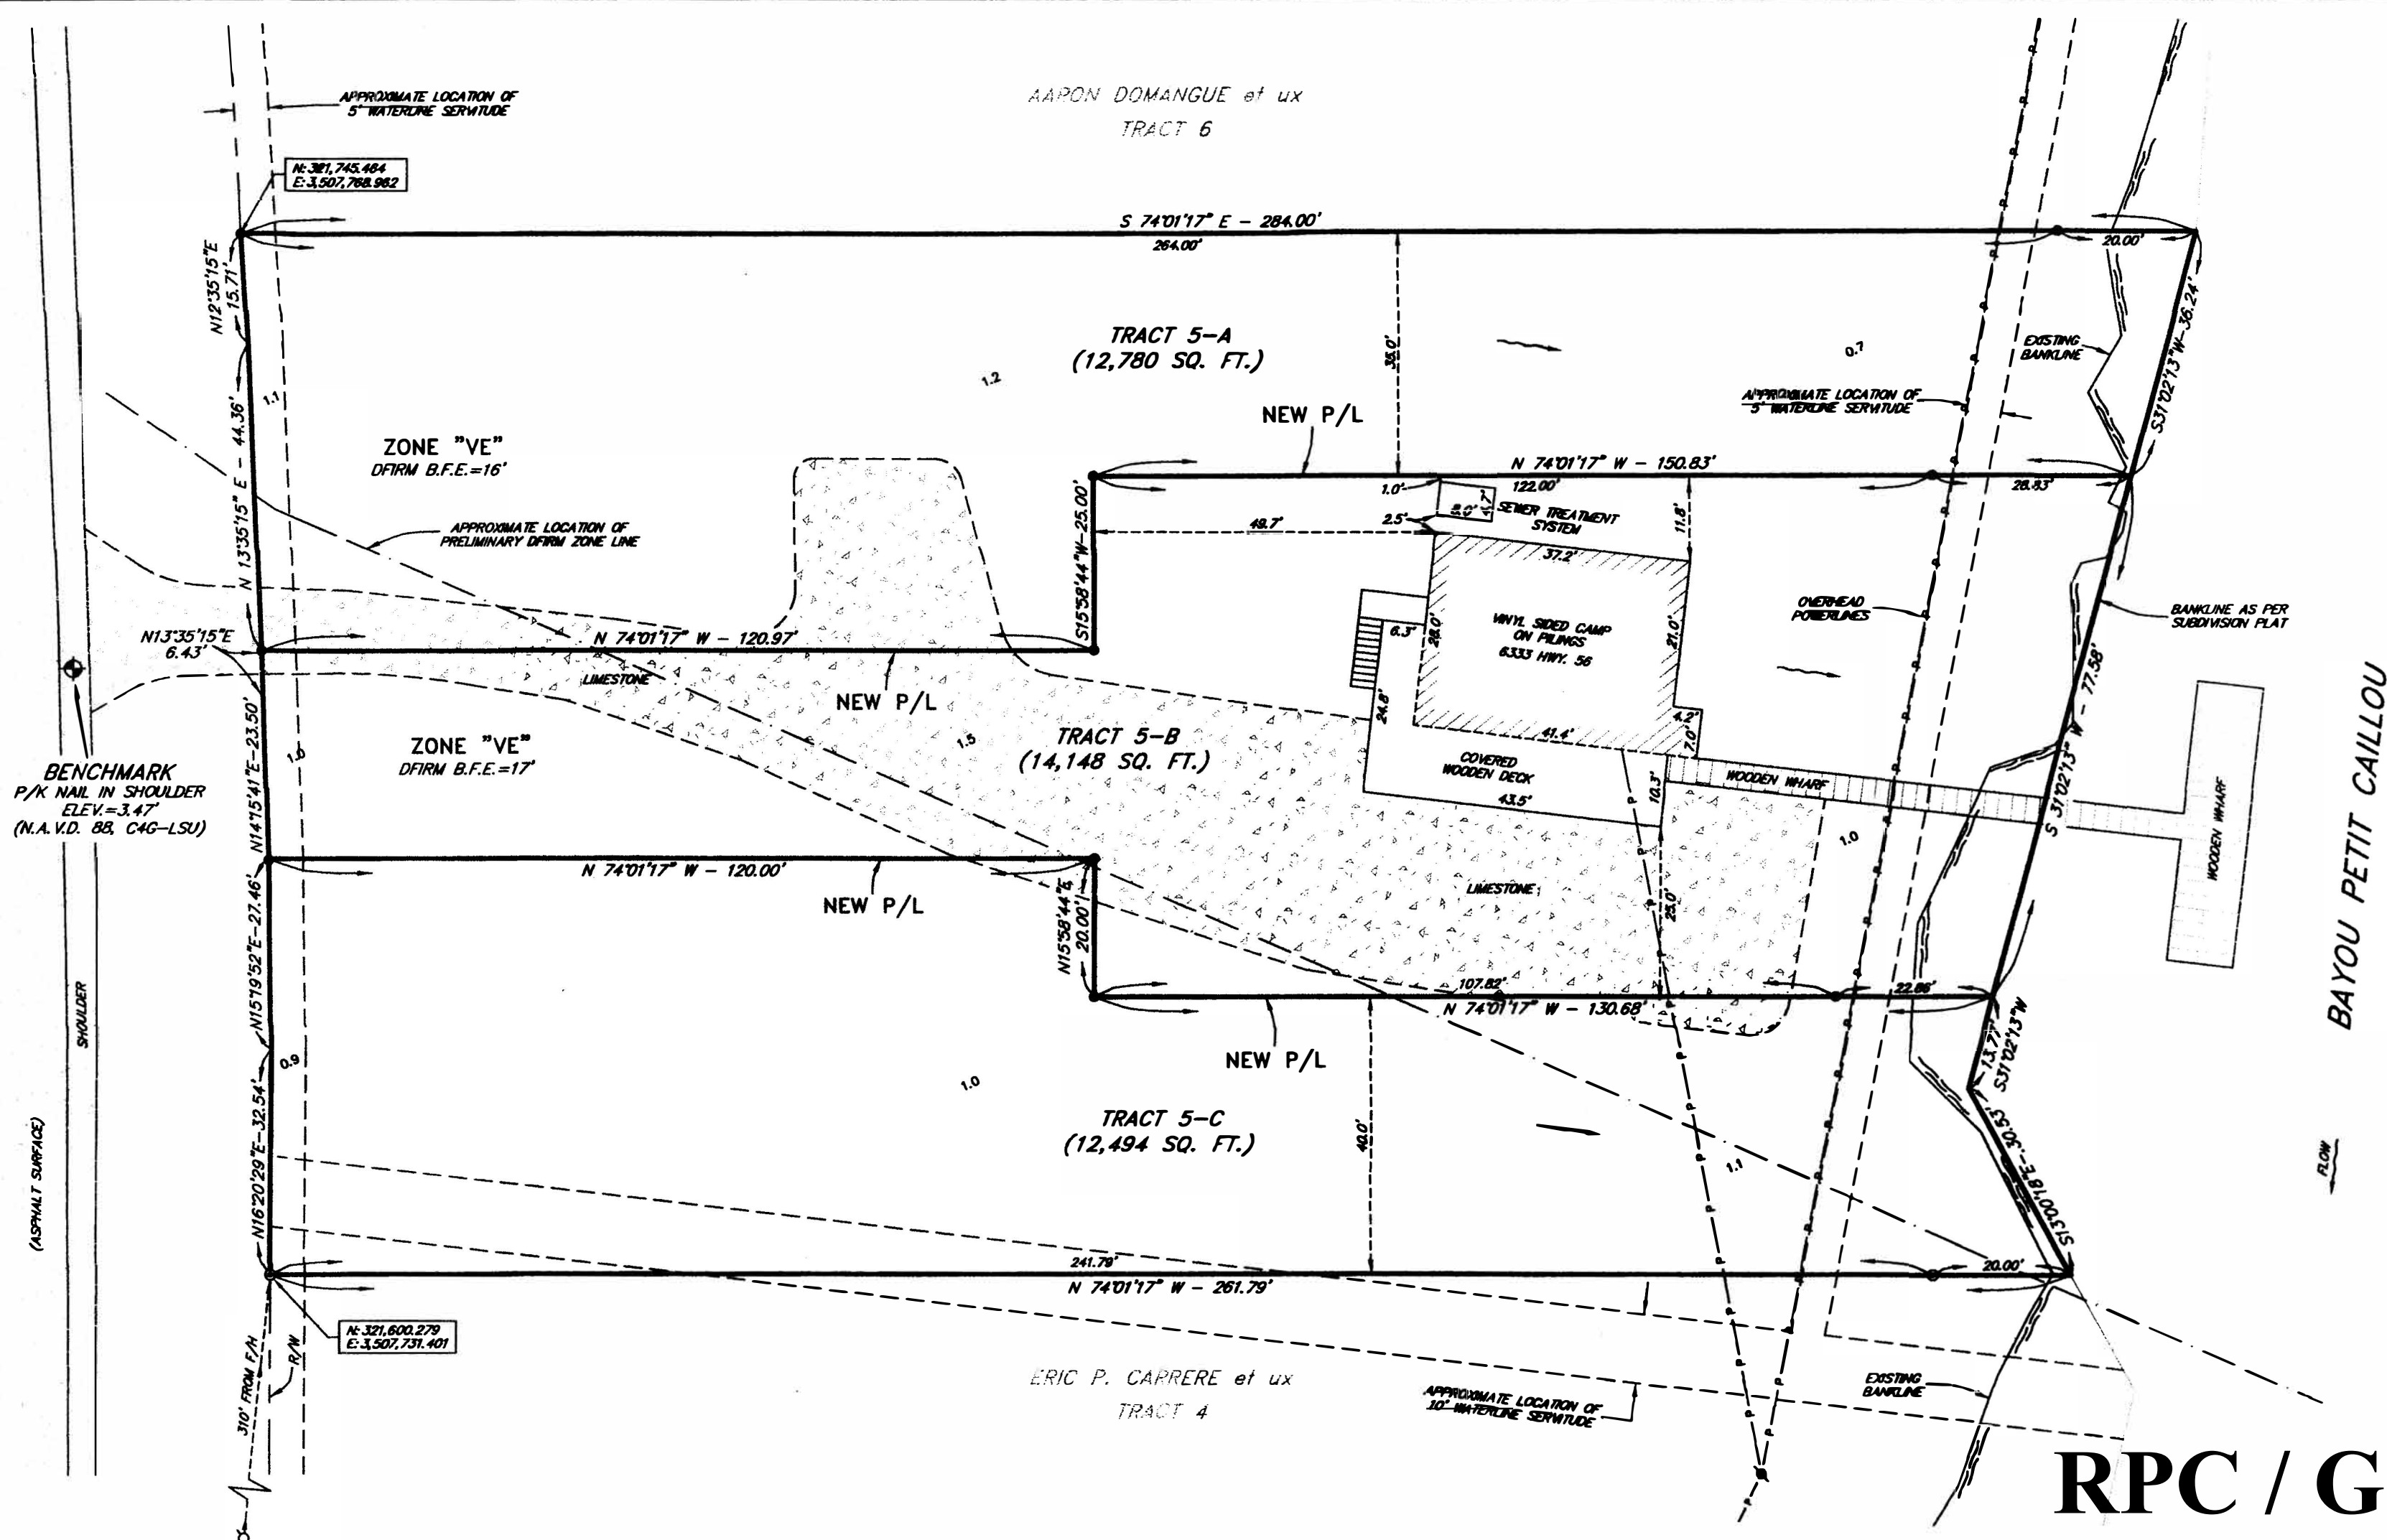 AARON DOMANGUE et ux
TRACT 6
APPROXIMATE LOCATION OF
5' WATERLINE SERVITUDE
N: 321,745.464
E: 3,507,768.962
S 74°01'17" E - 284.00'
264.00'
20.00'
N12°35'15"E
15.71'
TRACT 5-A
(12,780 SQ. FT.)
35.0'
0.7
EXISTING
BANKLINE
S31°02'13"W-36.24'
1.2
1.1
N 13°35'15" E - 44.36'
APPROXIMATE LOCATION OF
5' WATERLINE SERVITUDE
NEW P/L
ZONE "VE"
DFIRM B.F.E.=16'
N 74°01'17" W - 150.83'
1.0'
122.00'
28.83'
APPROXIMATE LOCATION OF
PRELIMINARY DFIRM ZONE LINE
S15°58'44"W-25.00'
49.7'
2.5'
SEWER TREATMENT
SYSTEM
11.8'
37.2'
VINYL SIDED CAMP
ON PILINGS
6333 HWY. 56
6.3'
28.0'
21.0'
OVERHEAD
POWERLINES
BANKLINE AS PER
SUBDIVISION PLAT
N13°35'15"E
6.43'
N 74°01'17" W - 120.97'
LIMESTONE
NEW P/L
24.8'
4.2'
7.0'
41.4'
S 31°02'13" W - 77.58'
BAYOU PETIT CAILLOU
N14°15'41"E-23.50'
1.0
ZONE "VE"
DFIRM B.F.E.=17'
1.5
TRACT 5-B
(14,148 SQ. FT.)
COVERED
WOODEN DECK
43.5'
10.3'
WOODEN WHARF
WOODEN WHARF
1.0
BENCHMARK
P/K NAIL IN SHOULDER
ELEV.=3.47'
(N.A.V.D. 88, C4G-LSU)
N 74°01'17" W - 120.00'
NEW P/L
N15°58'44"E
20.00'
LIMESTONE
25.0'
N15°19'52"E-27.46'
107.82'
22.86'
N 74°01'17" W - 130.68'
NEW P/L
13.77'
S31°02'13"W
SHOULDER
0.9
1.0
TRACT 5-C
(12,494 SQ. FT.)
40.0'
1.1
S13°00'18"E-30.53'
FLOW
(ASPHALT SURFACE)
N16°20'29"E-32.54'
241.79'
20.00'
N 74°01'17" W - 261.79'
N: 321,600.279
E: 3,507,731.401
310' FROM F/H
R/W
ERIC P. CARRERE et ux
TRACT 4
APPROXIMATE LOCATION OF
10' WATERLINE SERVITUDE
EXISTING
BANKLINE
RPC / G